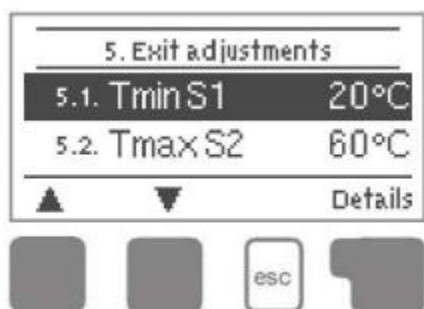 5. Exit adjustments
5.1. Tmin S1 20°C
5.2. Tmax S2 60°C
▲ ▼ Details
esc